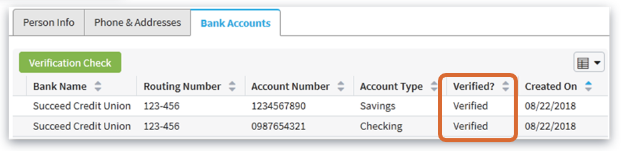 Person Info Phone & Addresses Bank Accounts
Verification Check
Bank Name Routing Number Account Number Account Type Verified? Created On
Succeed Credit Union 123-456 1234567890 Savings Verified 08/22/2018
Succeed Credit Union 123-456 0987654321 Checking Verified 08/22/2018